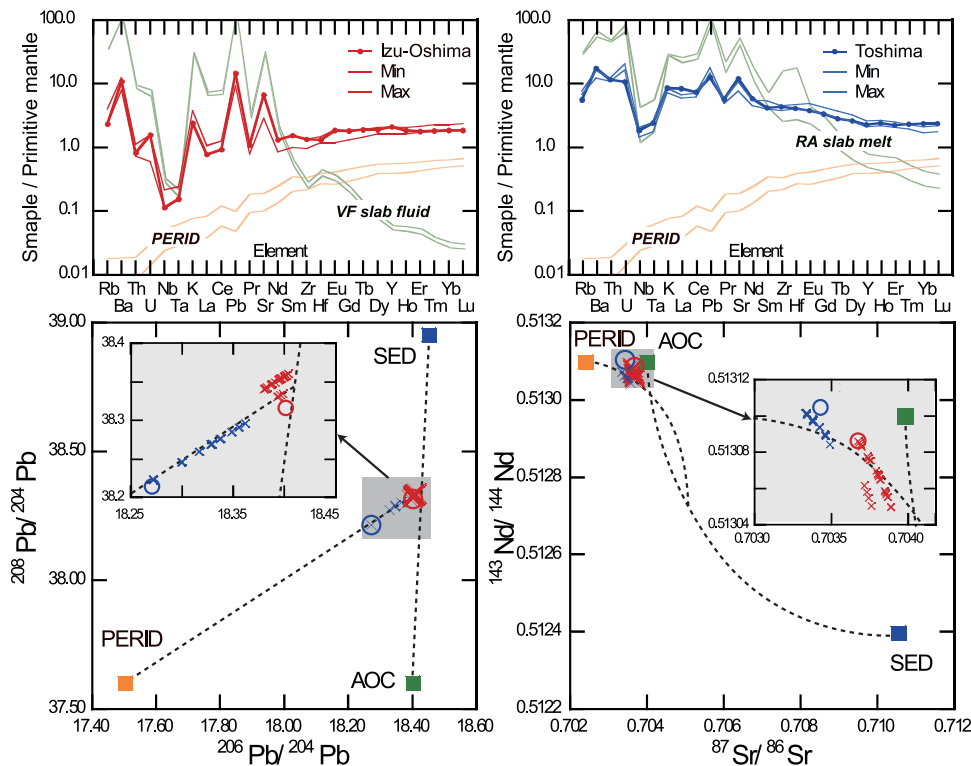 100.0
10.0
1.0
0.1
0.01
Smaple / Primitive mantle
Izu-Oshima
Min
Max
VF slab fluid
PERID
Element
Rb Th Nb K Ce Pr Nd Zr Eu Tb Y Er Yb
Ba U Ta La Pb Sr Sm Hf Gd Dy Ho Tm Lu
100.0
10.0
1.0
0.1
0.01
Smaple / Primitive mantle
Toshima
Min
Max
RA slab melt
PERID
Element
Rb Th Nb K Ce Pr Nd Zr Eu Tb Y Er Yb
Ba U Ta La Pb Sr Sm Hf Gd Dy Ho Tm Lu
39.00
38.50
38.00
37.50
208Pb/204Pb
SED
38.4
38.3
38.2
18.25 18.35 18.45
PERID
AOC
17.40 17.60 17.80 18.00 18.20 18.40 18.60
206Pb/204Pb
0.5132
0.5130
0.5128
0.5126
0.5124
0.5122
143Nd/144Nd
PERID
AOC
0.51312
0.51308
0.51304
0.7030 0.7035 0.7040
SED
0.702 0.704 0.706 0.708 0.710 0.712
87Sr/86Sr